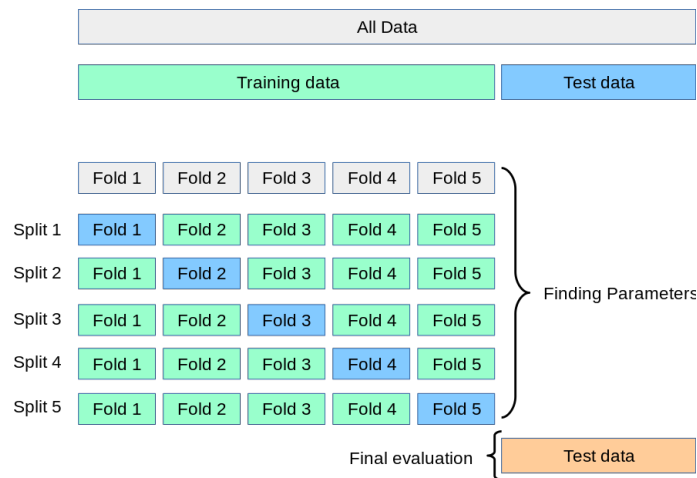 All Data
Training data Test data
Fold 1 Fold 2 Fold 3 Fold 4 Fold 5
Split 1 Fold 1 Fold 2 Fold 3 Fold 4 Fold 5
Split 2 Fold 1 Fold 2 Fold 3 Fold 4 Fold 5
Finding Parameters
Split 3 Fold 1 Fold 2 Fold 3 Fold 4 Fold 5
Split 4 Fold 1 Fold 2 Fold 3 Fold 4 Fold 5
Split 5 Fold 1 Fold 2 Fold 3 Fold 4 Fold 5
Final evaluation Test data